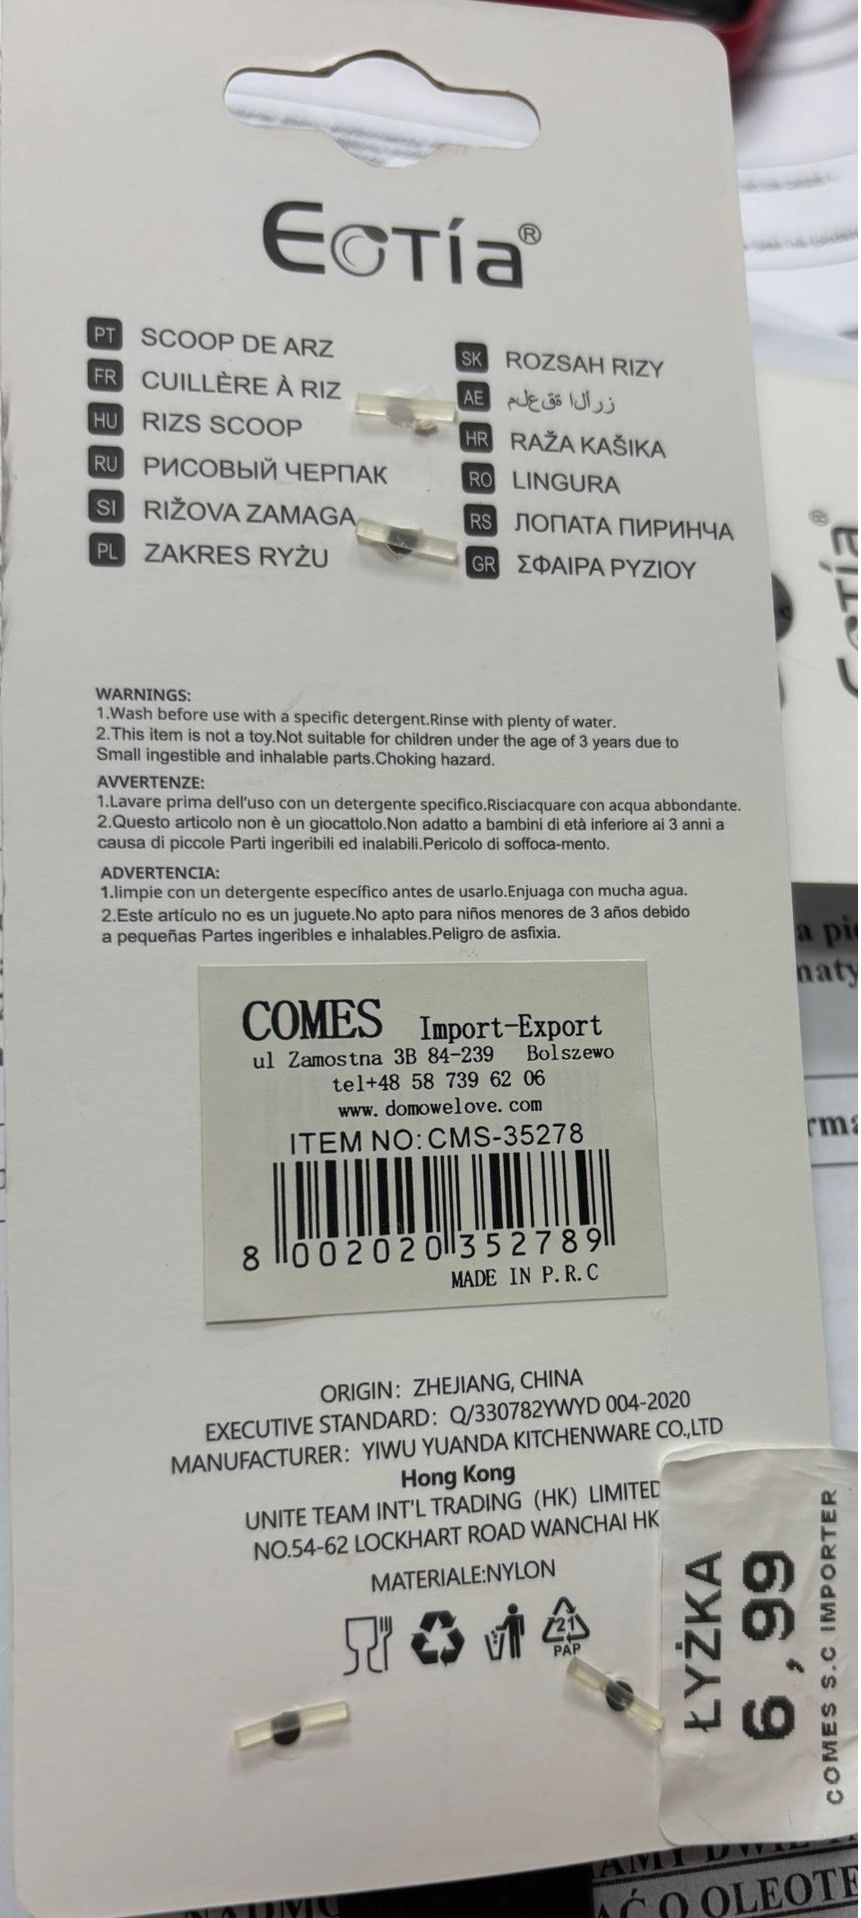 EOTía®
PT SCOOP DE ARZ
FR CUILLÈRE À RIZ
HU RIZS SCOOP
RU РИСОВЫЙ ЧЕРПАК
SI RIŽOVA ZAMAGA
PL ZAKRES RYŻU
SK ROZSAH RIZY
AE ملعقة الأرز
HR RAŽA KAŠIKA
RO LINGURA
RS ЛОПАТА ПИРИНЧА
GR ΣΦΑΙΡΑ ΡΥΖΙΟΥ
WARNINGS:
1.Wash before use with a specific detergent.Rinse with plenty of water.
2.This item is not a toy.Not suitable for children under the age of 3 years due to
Small ingestible and inhalable parts.Choking hazard.
AVVERTENZE:
1.Lavare prima dell'uso con un detergente specifico.Risciacquare con acqua abbondante.
2.Questo articolo non è un giocattolo.Non adatto a bambini di età inferiore ai 3 anni a
causa di piccole Parti ingeribili ed inalabili.Pericolo di soffoca-mento.
ADVERTENCIA:
1.limpie con un detergente específico antes de usarlo.Enjuaga con mucha agua.
2.Este artículo no es un juguete.No apto para niños menores de 3 años debido
a pequeñas Partes ingeribles e inhalables.Peligro de asfixia.
COMES Import-Export
ul Zamostna 3B 84-239 Bolszewo
tel+48 58 739 62 06
www.domowelove.com
ITEM NO:CMS-35278
8 002020 352789
MADE IN P.R.C
ORIGIN: ZHEJIANG, CHINA
EXECUTIVE STANDARD: Q/330782YWYD 004-2020
MANUFACTURER: YIWU YUANDA KITCHENWARE CO.,LTD
Hong Kong
UNITE TEAM INT'L TRADING (HK) LIMITED
NO.54-62 LOCKHART ROAD WANCHAI HK
MATERIALE:NYLON
21
PAP
ŁYŻKA
6,99
COMES S.C IMPORTER
EOTía®
a pi
naty
rma
O OLEOTE